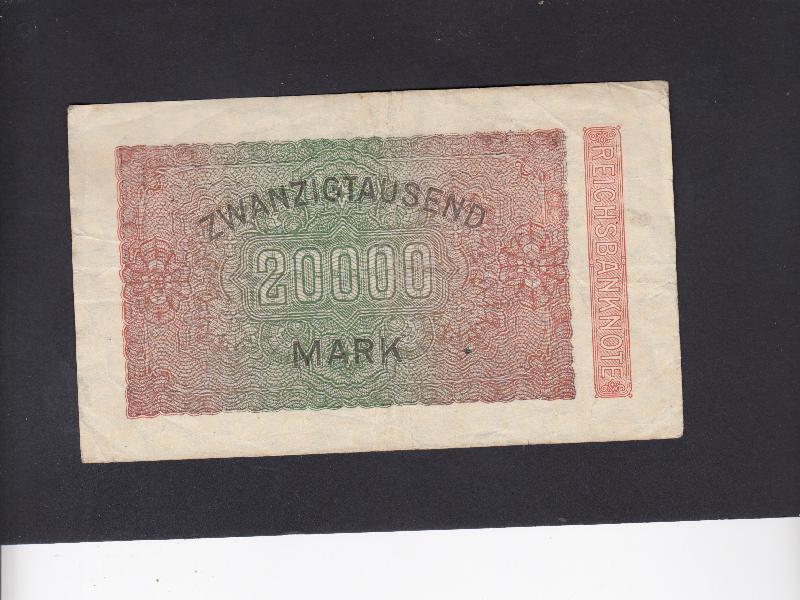 ZWANZIGTAUSEND
20000
MARK
REICHSBANKNOTE